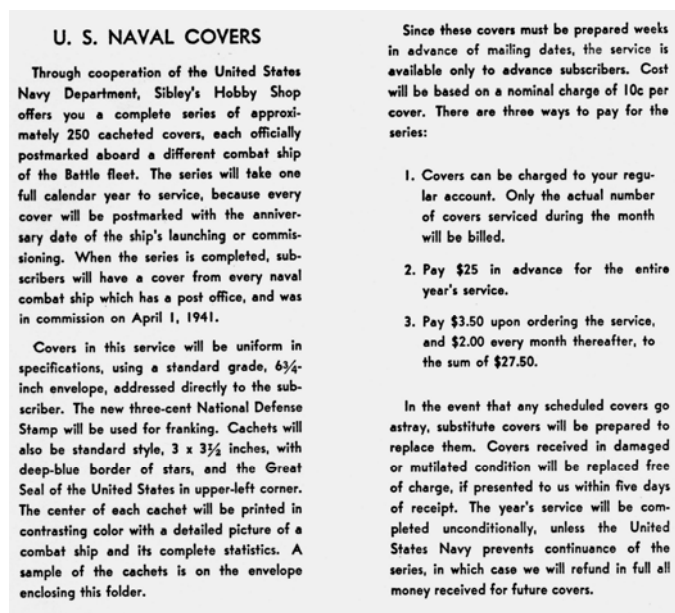 U. S. NAVAL COVERS
Through cooperation of the United States
Navy Department, Sibley's Hobby Shop
offers you a complete series of approxi-
mately 250 cacheted covers, each officially
postmarked aboard a different combat ship
of the Battle fleet. The series will take one
full calendar year to service, because every
cover will be postmarked with the anniver-
sary date of the ship's launching or commis-
sioning. When the series is completed, sub-
scribers will have a cover from every naval
combat ship which has a post office, and was
in commission on April 1, 1941.
Covers in this service will be uniform in
specifications, using a standard grade, 6¾-
inch envelope, addressed directly to the sub-
scriber. The new three-cent National Defense
Stamp will be used for franking. Cachets will
also be standard style, 3 x 3½ inches, with
deep-blue border of stars, and the Great
Seal of the United States in upper-left corner.
The center of each cachet will be printed in
contrasting color with a detailed picture of a
combat ship and its complete statistics. A
sample of the cachets is on the envelope
enclosing this folder.
Since these covers must be prepared weeks
in advance of mailing dates, the service is
available only to advance subscribers. Cost
will be based on a nominal charge of 10c per
cover. There are three ways to pay for the
series:
1. Covers can be charged to your regu-
lar account. Only the actual number
of covers serviced during the month
will be billed.
2. Pay $25 in advance for the entire
year's service.
3. Pay $3.50 upon ordering the service,
and $2.00 every month thereafter, to
the sum of $27.50.
In the event that any scheduled covers go
astray, substitute covers will be prepared to
replace them. Covers received in damaged
or mutilated condition will be replaced free
of charge, if presented to us within five days
of receipt. The year's service will be com-
pleted unconditionally, unless the United
States Navy prevents continuance of the
series, in which case we will refund in full all
money received for future covers.